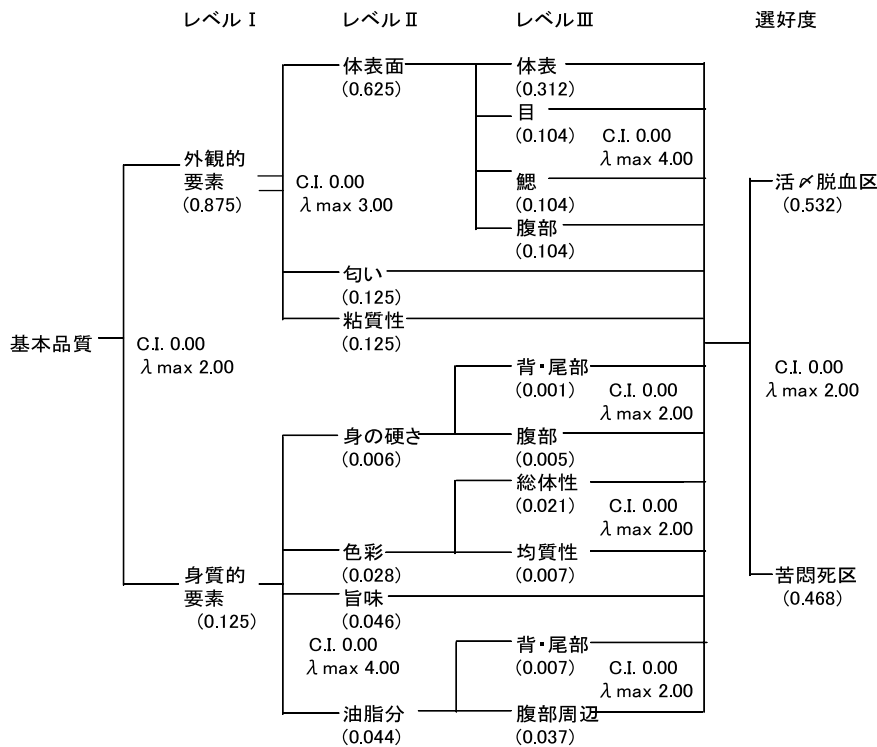 レベルⅠ
レベルⅡ
レベルⅢ
選好度
基本品質
C.I. 0.00
λmax 2.00
外観的
要素
(0.875)
C.I. 0.00
λmax 3.00
体表面
(0.625)
体表
(0.312)
目
(0.104)
C.I. 0.00
λmax 4.00
鰓
(0.104)
腹部
(0.104)
匂い
(0.125)
粘質性
(0.125)
身質的
要素
(0.125)
C.I. 0.00
λmax 4.00
身の硬さ
(0.006)
背・尾部
(0.001)
C.I. 0.00
λmax 2.00
腹部
(0.005)
色彩
(0.028)
総体性
(0.021)
C.I. 0.00
λmax 2.00
均質性
(0.007)
旨味
(0.046)
油脂分
(0.044)
背・尾部
(0.007)
C.I. 0.00
λmax 2.00
腹部周辺
(0.037)
活〆脱血区
(0.532)
C.I. 0.00
λmax 2.00
苦悶死区
(0.468)